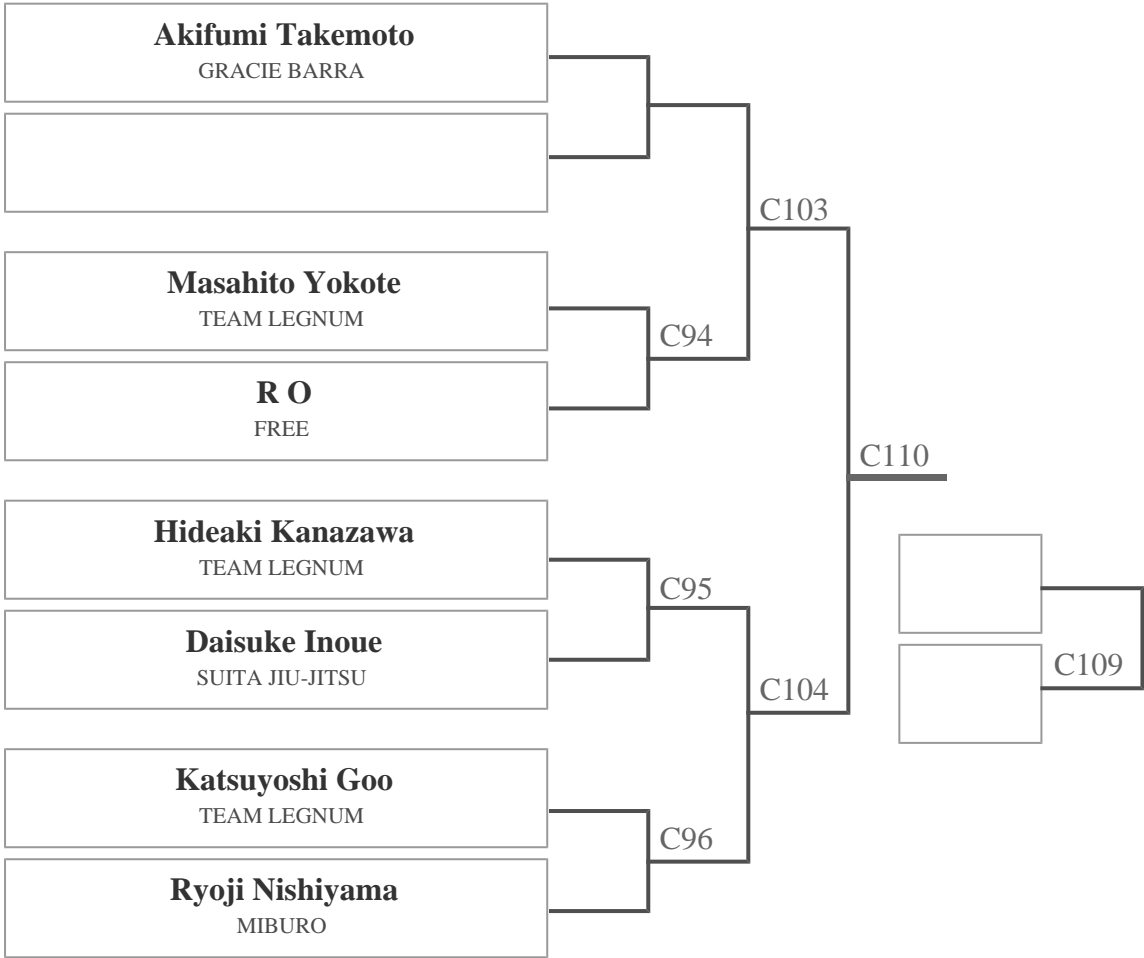 Akifumi Takemoto
GRACIE BARRA
C103
Masahito Yokote
TEAM LEGNUM
C94
R O
FREE
C110
Hideaki Kanazawa
TEAM LEGNUM
C95
Daisuke Inoue
SUITA JIU-JITSU
C109
C104
Katsuyoshi Goo
TEAM LEGNUM
C96
Ryoji Nishiyama
MIBURO